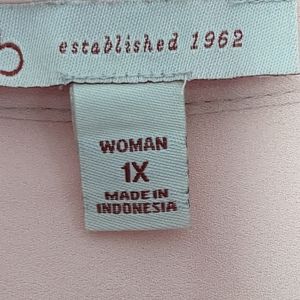 established 1962
WOMAN
1X
MADE IN
INDONESIA